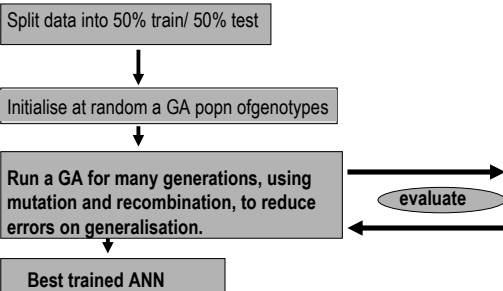 Split data into 50% train/ 50% test
Initialise at random a GA popn ofgenotypes
Run a GA for many generations, using
mutation and recombination, to reduce
errors on generalisation.
evaluate
Best trained ANN